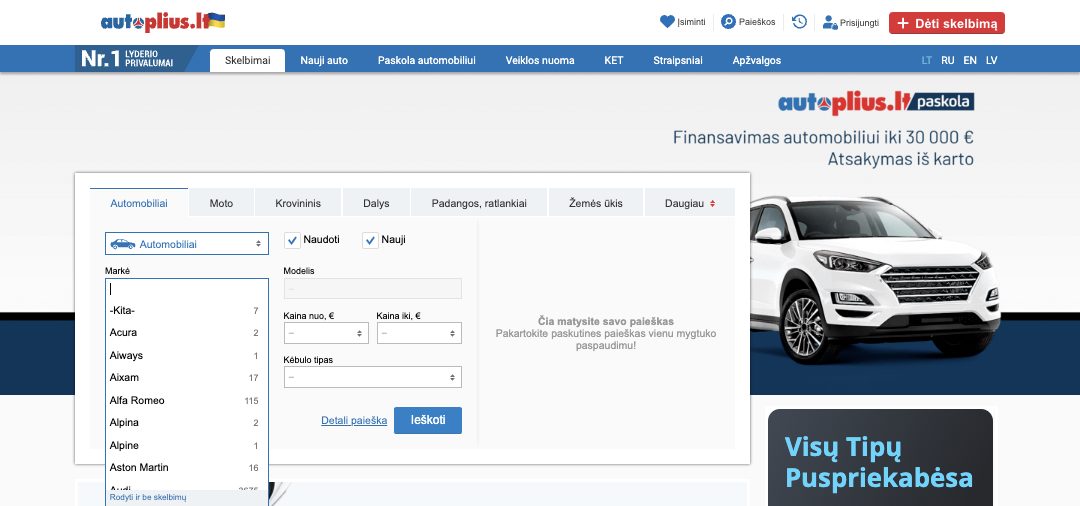 autoplius.lt
Įsiminti
Paieškos
Prisijungti
+ Dėti skelbimą
Nr.1 LYDERIO PRIVALUMAI
Skelbimai
Nauji auto
Paskola automobiliui
Veiklos nuoma
KET
Straipsniai
Apžvalgos
LT RU EN LV
autoplius.lt paskola
Finansavimas automobiliui iki 30 000 €
Atsakymas iš karto
Automobiliai
Moto
Krovininis
Dalys
Padangos, ratlankiai
Žemės ūkis
Daugiau
Automobiliai
Naudoti
Nauji
Markė
Modelis
–
-Kita- 7
Acura 2
Aiways 1
Aixam 17
Alfa Romeo 115
Alpina 2
Alpine 1
Aston Martin 16
Audi 2675
Rodyti ir be skelbimų
Kaina nuo, €
Kaina iki, €
–
–
Kėbulo tipas
–
Detali paieška
Ieškoti
Čia matysite savo paieškas
Pakartokite paskutines paieškas vienu mygtuko
paspaudimu!
Visų Tipų
Puspriekabėsa